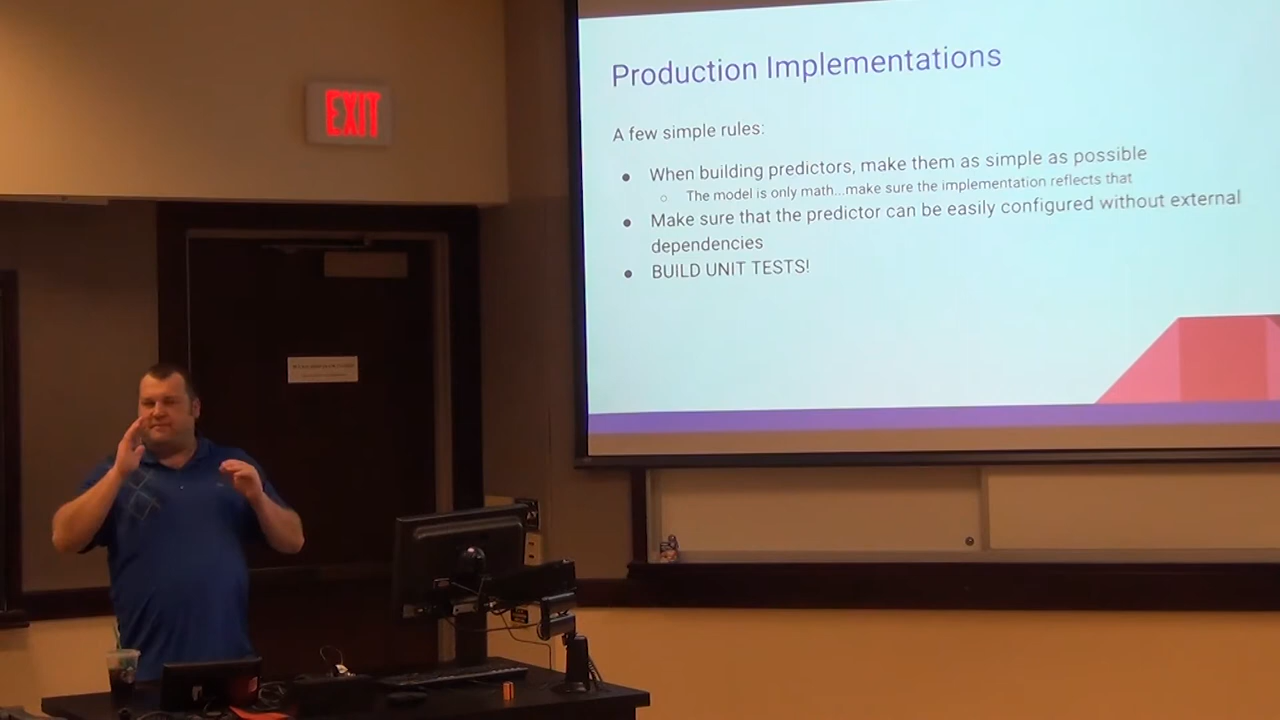 EXIT
Production Implementations
A few simple rules:
When building predictors, make them as simple as possible
The model is only math...make sure the implementation reflects that
Make sure that the predictor can be easily configured without external
dependencies
BUILD UNIT TESTS!